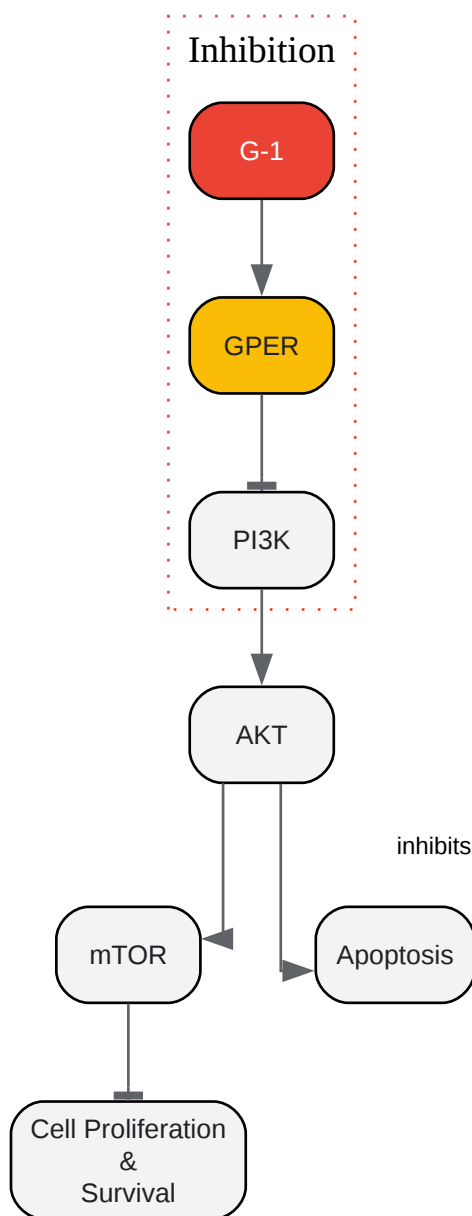 Inhibition
G-1
GPER
PI3K
AKT
inhibits
mTOR
Apoptosis
Cell Proliferation
&
Survival